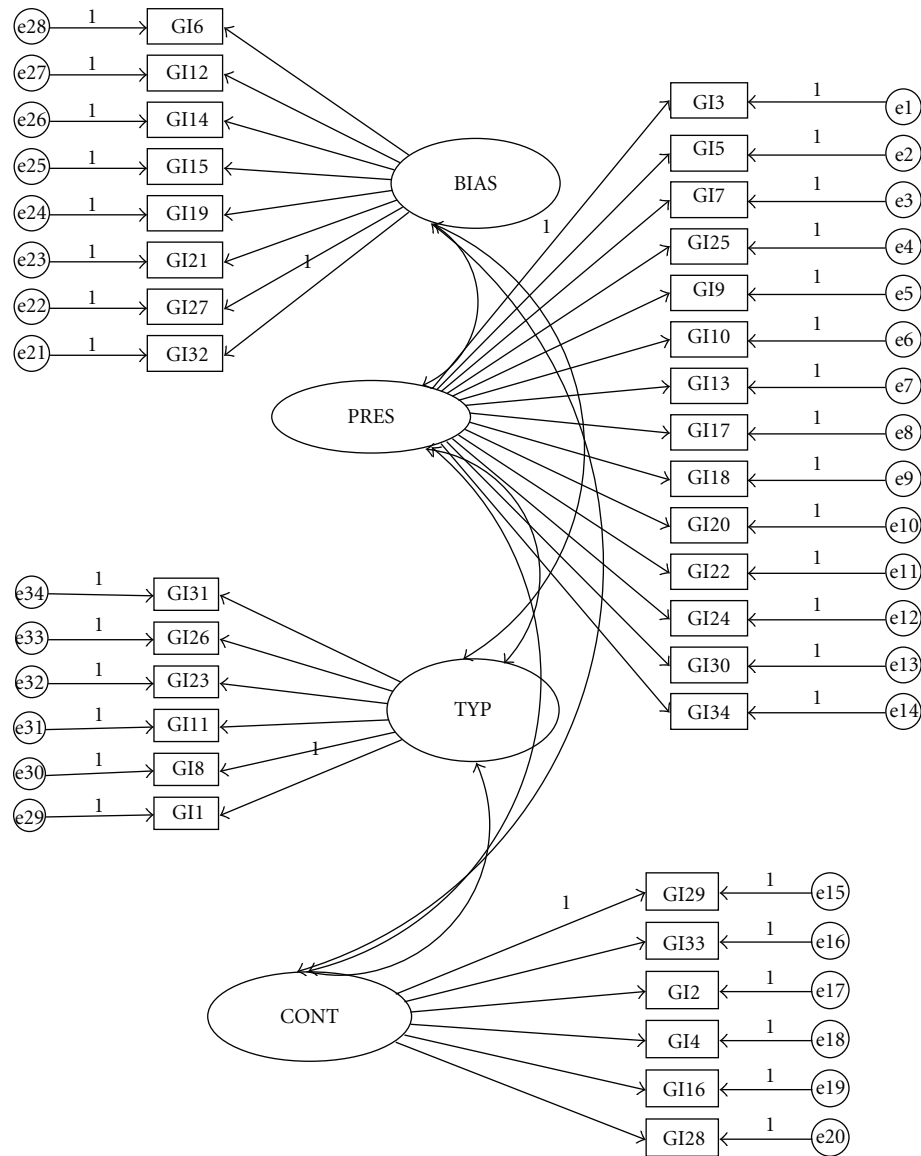 e28 1 GI6
e27 1 GI12
e26 1 GI14
e25 1 GI15
e24 1 GI19
e23 1 GI21
e22 1 GI27
e21 1 GI32
1
BIAS
1
GI3 1 e1
GI5 1 e2
GI7 1 e3
GI25 1 e4
GI9 1 e5
GI10 1 e6
GI13 1 e7
GI17 1 e8
GI18 1 e9
GI20 1 e10
GI22 1 e11
GI24 1 e12
GI30 1 e13
GI34 1 e14
PRES
e34 1 GI31
e33 1 GI26
e32 1 GI23
e31 1 GI11
e30 1 GI8
e29 1 GI1
1
TYP
1
GI29 1 e15
GI33 1 e16
GI2 1 e17
GI4 1 e18
GI16 1 e19
GI28 1 e20
CONT